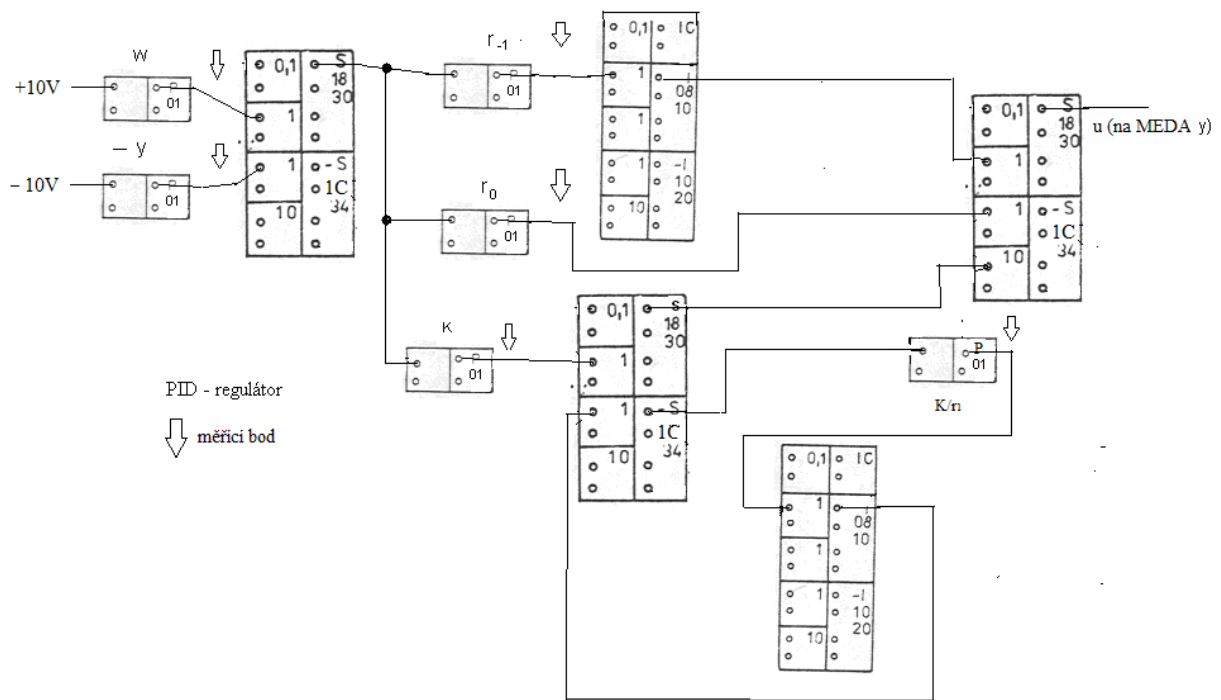 W
+10V
P
01
– y
– 10V
P
01
0,1 S
18
30
1
1 - S
1C
10 34
r-1
P
01
r0
P
01
K
P
01
0,1 IC
1 I
08
10
1
1 -I
10
20
10
0,1 S
18
30
1
1 - S
1C
10 34
0,1 S
18
30
1
1 - S
1C
10 34
u (na MEDA y)
P
01
K/r1
0,1 IC
1 I
08
10
1
1 -I
10
20
10
PID - regulátor
měřicí bod